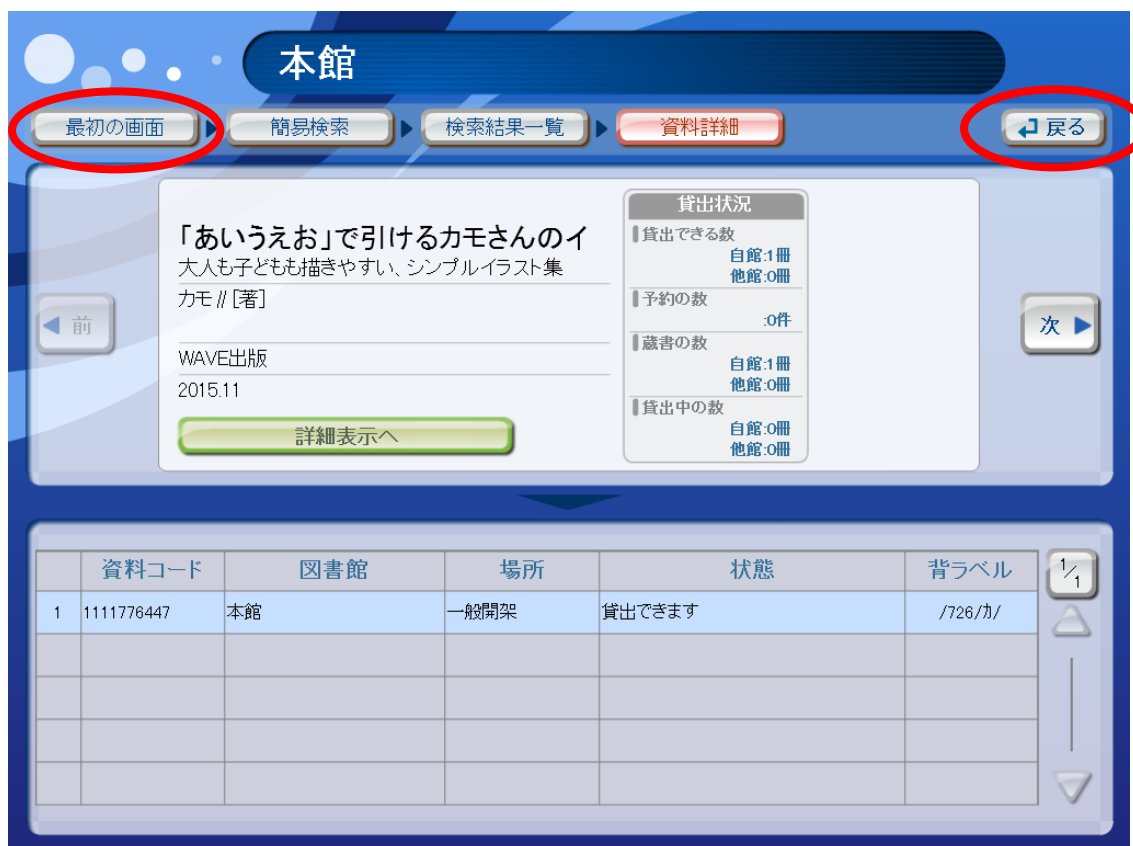 本館
最初の画面 簡易検索 検索結果一覧 資料詳細 戻る
「あいうえお」で引けるカモさんのイ
大人も子どもも描きやすい、シンプルイラスト集
カモ∥[著]
WAVE出版
2015.11
詳細表示へ
貸出状況
貸出できる数
自館:1冊
他館:0冊
予約の数
:0件
蔵書の数
自館:1冊
他館:0冊
貸出中の数
自館:0冊
他館:0冊
前
次
資料コード 図書館 場所 状態 背ラベル 1/1
1 1111776447 本館 一般開架 貸出できます /726/ｶ/